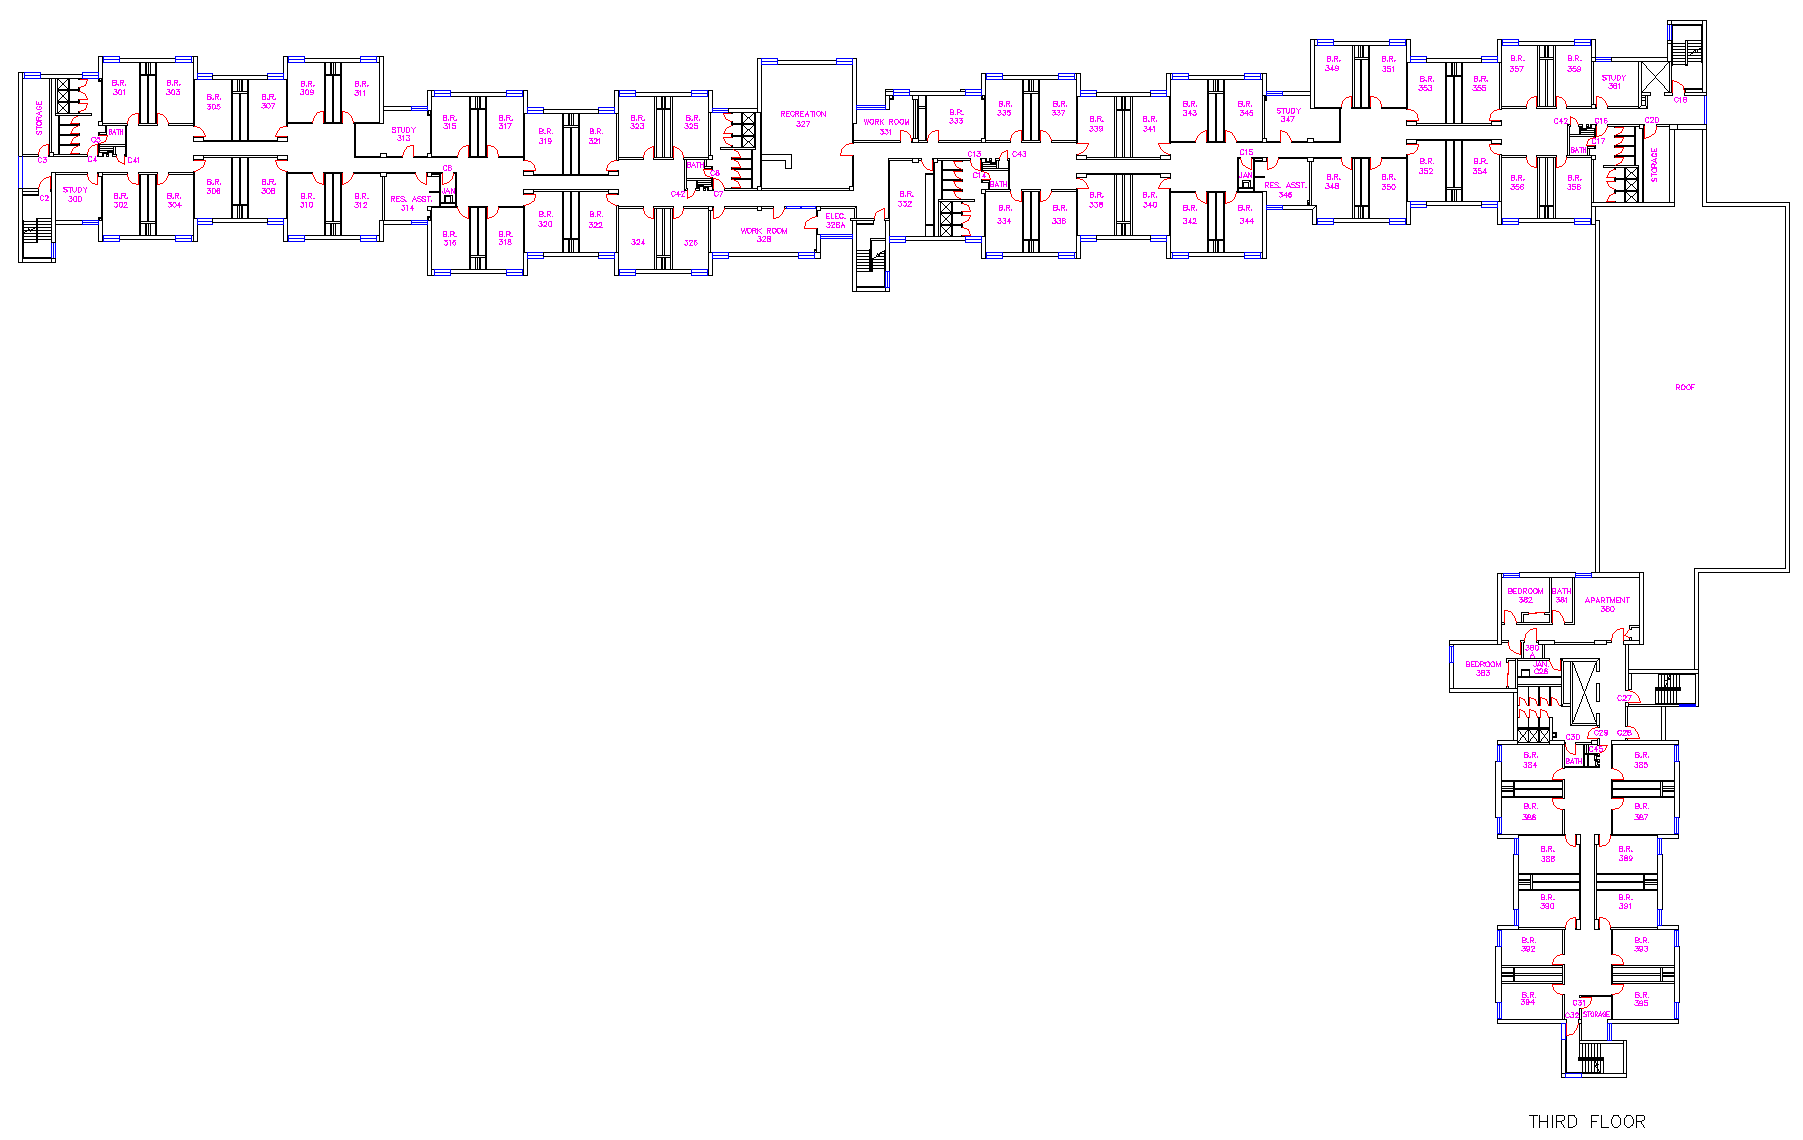 STORAGE
C3
C2
STUDY
300
C4
C5
BATH
C41
B.R.
301
B.R.
303
B.R.
305
B.R.
307
B.R.
309
B.R.
311
B.R.
302
B.R.
304
B.R.
306
B.R.
308
B.R.
310
B.R.
312
STUDY
313
RES. ASST.
314
C6
JAN.
B.R.
315
B.R.
317
B.R.
319
B.R.
321
B.R.
323
B.R.
325
B.R.
316
B.R.
318
B.R.
320
B.R.
322
324
326
BATH
C8
C42
C7
RECREATION
327
WORK ROOM
328
ELEC.
328A
WORK ROOM
331
B.R.
333
B.R.
332
C13
C14
C43
BATH
B.R.
335
B.R.
337
B.R.
339
B.R.
341
B.R.
343
B.R.
345
B.R.
334
B.R.
336
B.R.
338
B.R.
340
B.R.
342
B.R.
344
C15
JAN
STUDY
347
RES. ASST.
346
B.R.
349
B.R.
351
B.R.
353
B.R.
355
B.R.
357
B.R.
359
B.R.
348
B.R.
350
B.R.
352
B.R.
354
B.R.
356
B.R.
358
STUDY
361
C42
C16
C17
BATH
C20
C18
STORAGE
ROOF
BEDROOM
382
BATH
381
APARTMENT
380
BEDROOM
383
380
A
JAN.
C26
C27
C28
C29
C30
C45
BATH
B.R.
384
B.R.
385
B.R.
386
B.R.
387
B.R.
388
B.R.
389
B.R.
390
B.R.
391
B.R.
392
B.R.
393
B.R.
394
B.R.
395
C31
C32
STORAGE
THIRD FLOOR